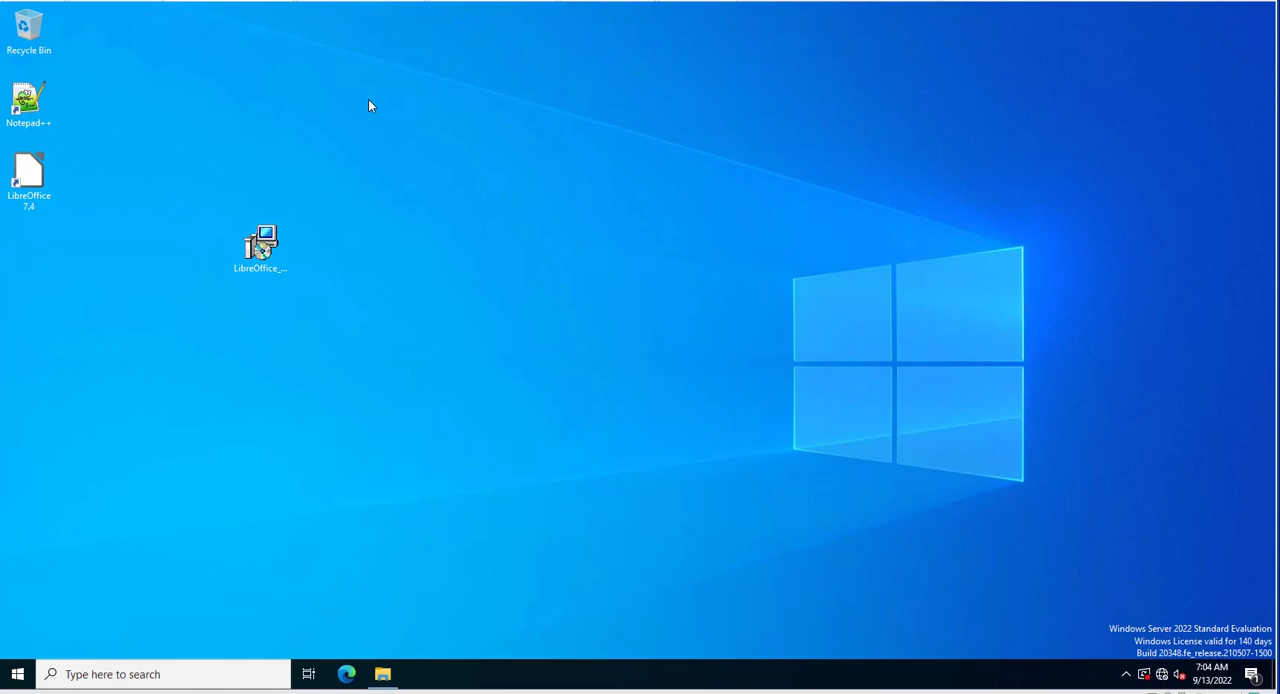 Recycle Bin
Notepad++
LibreOffice
7.4
LibreOffice_...
Windows Server 2022 Standard Evaluation
Windows License valid for 140 days
Build 20348.fe_release.210507-1500
Type here to search
7:04 AM
9/13/2022
1